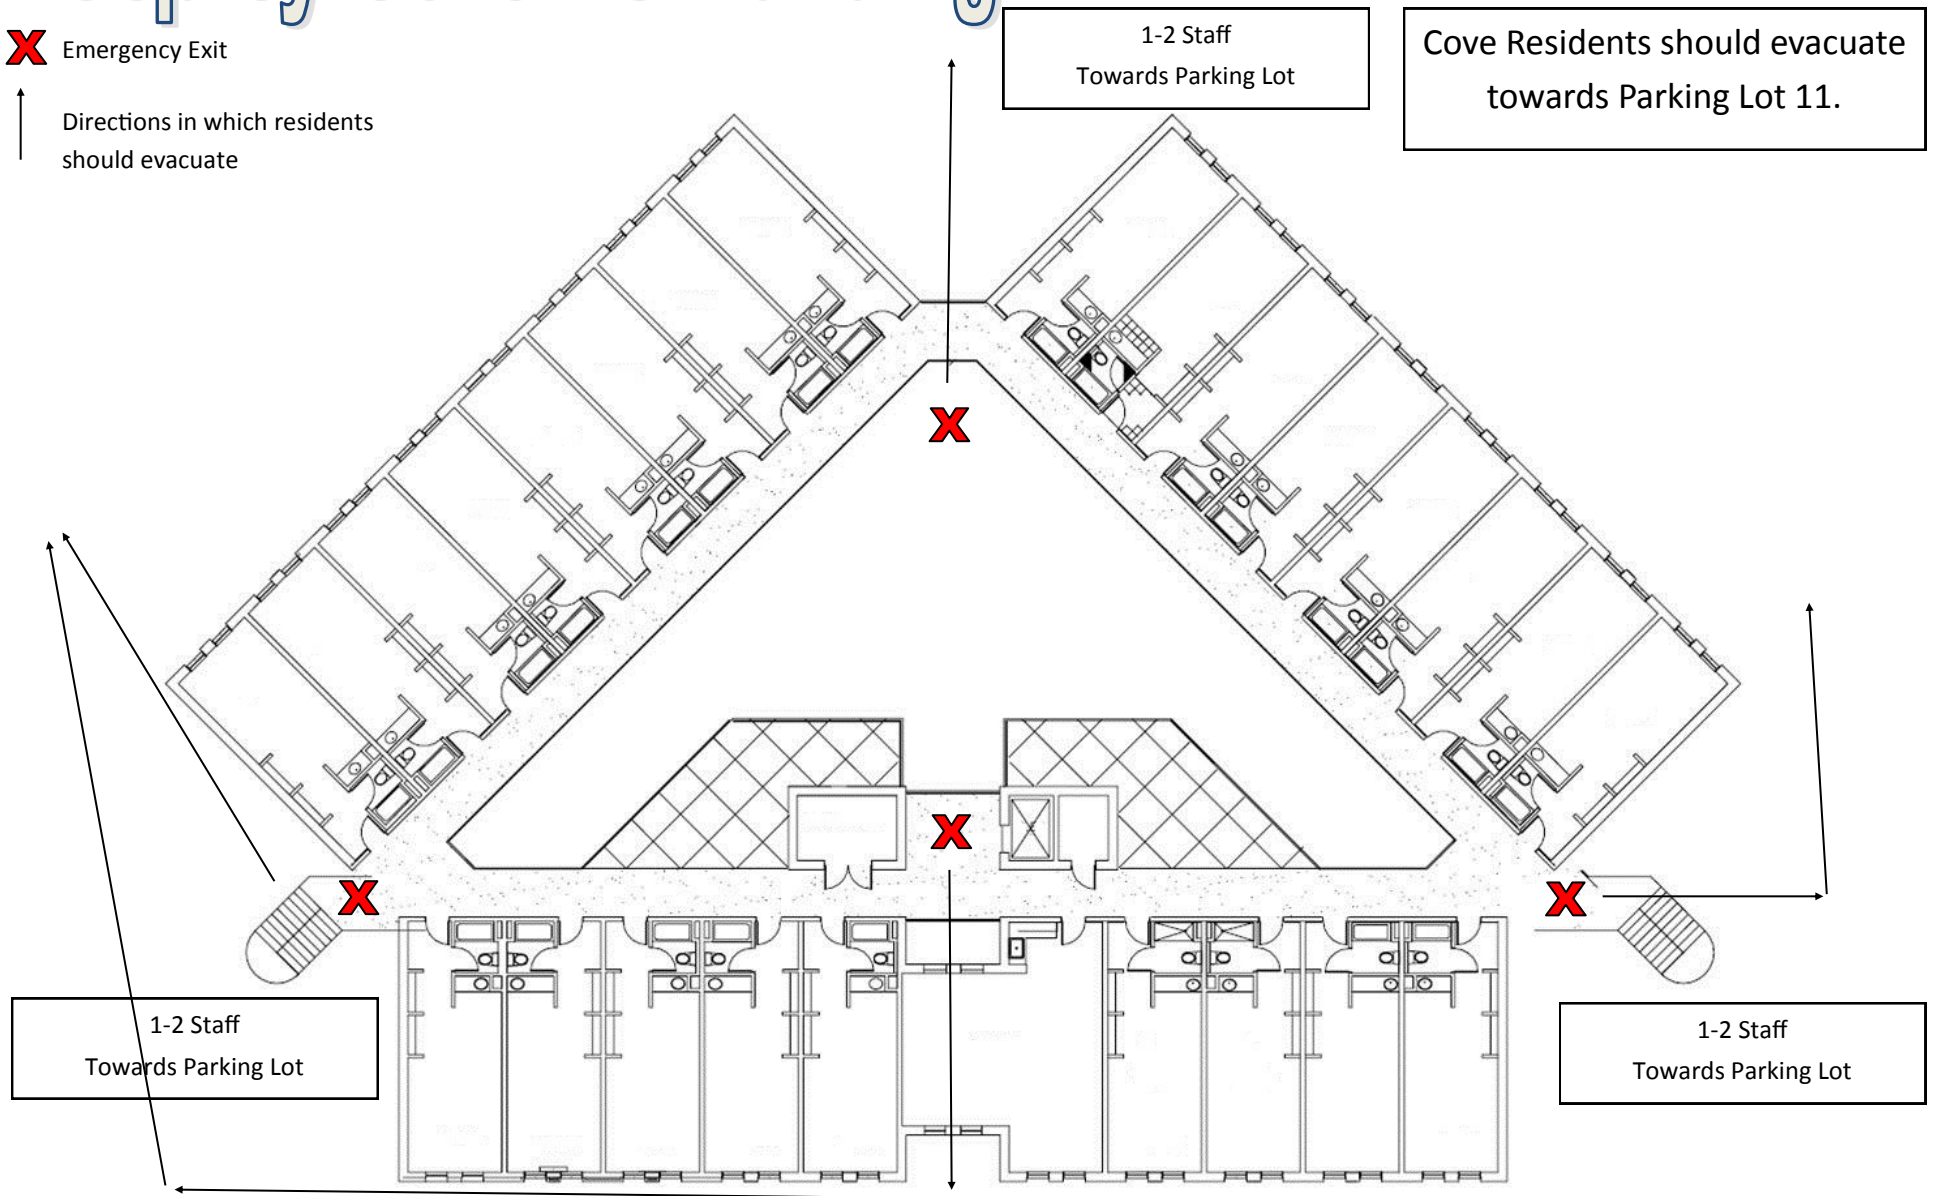 Emergency Exit
Directions in which residents
should evacuate
1-2 Staff
Towards Parking Lot
Cove Residents should evacuate
towards Parking Lot 11.
1-2 Staff
Towards Parking Lot
1-2 Staff
Towards Parking Lot